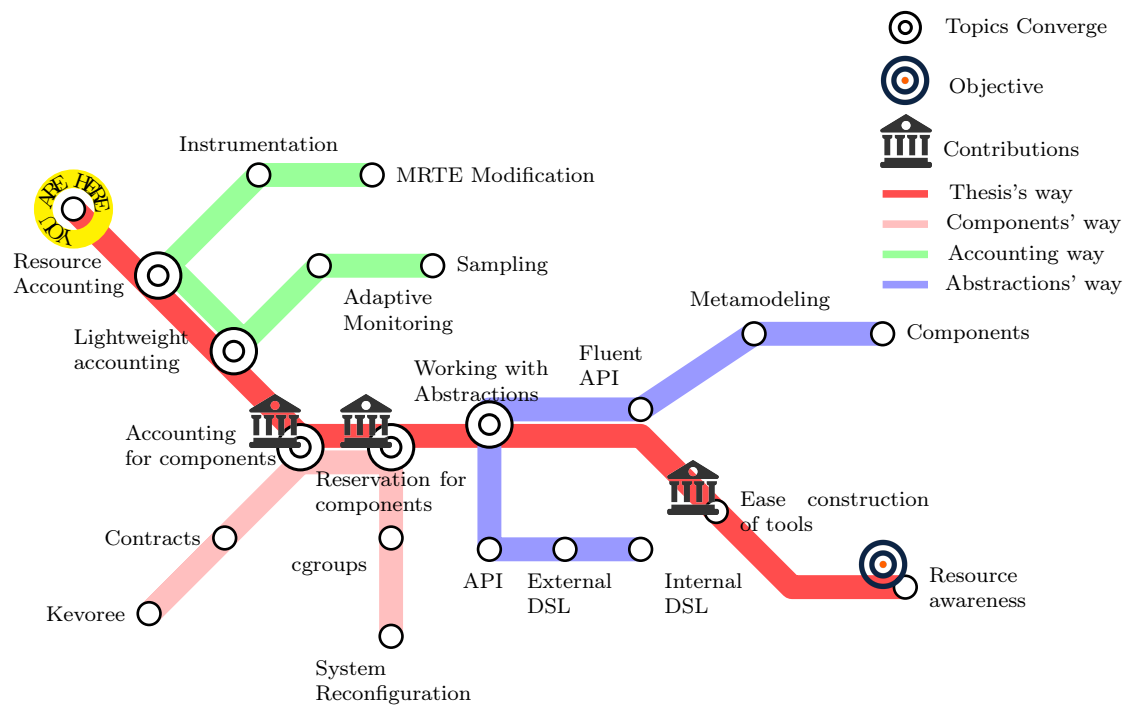 Topics Converge
Objective
Contributions
Thesis's way
Components' way
Accounting way
Abstractions' way
Instrumentation
MRTE Modification
YOU ARE HERE
Resource
Accounting
Sampling
Adaptive
Monitoring
Lightweight
accounting
Metamodeling
Components
Fluent
API
Working with
Abstractions
Accounting
for components
Reservation for
components
Ease construction
of tools
Contracts
cgroups
Kevoree
API
External
DSL
Internal
DSL
Resource
awareness
System
Reconfiguration